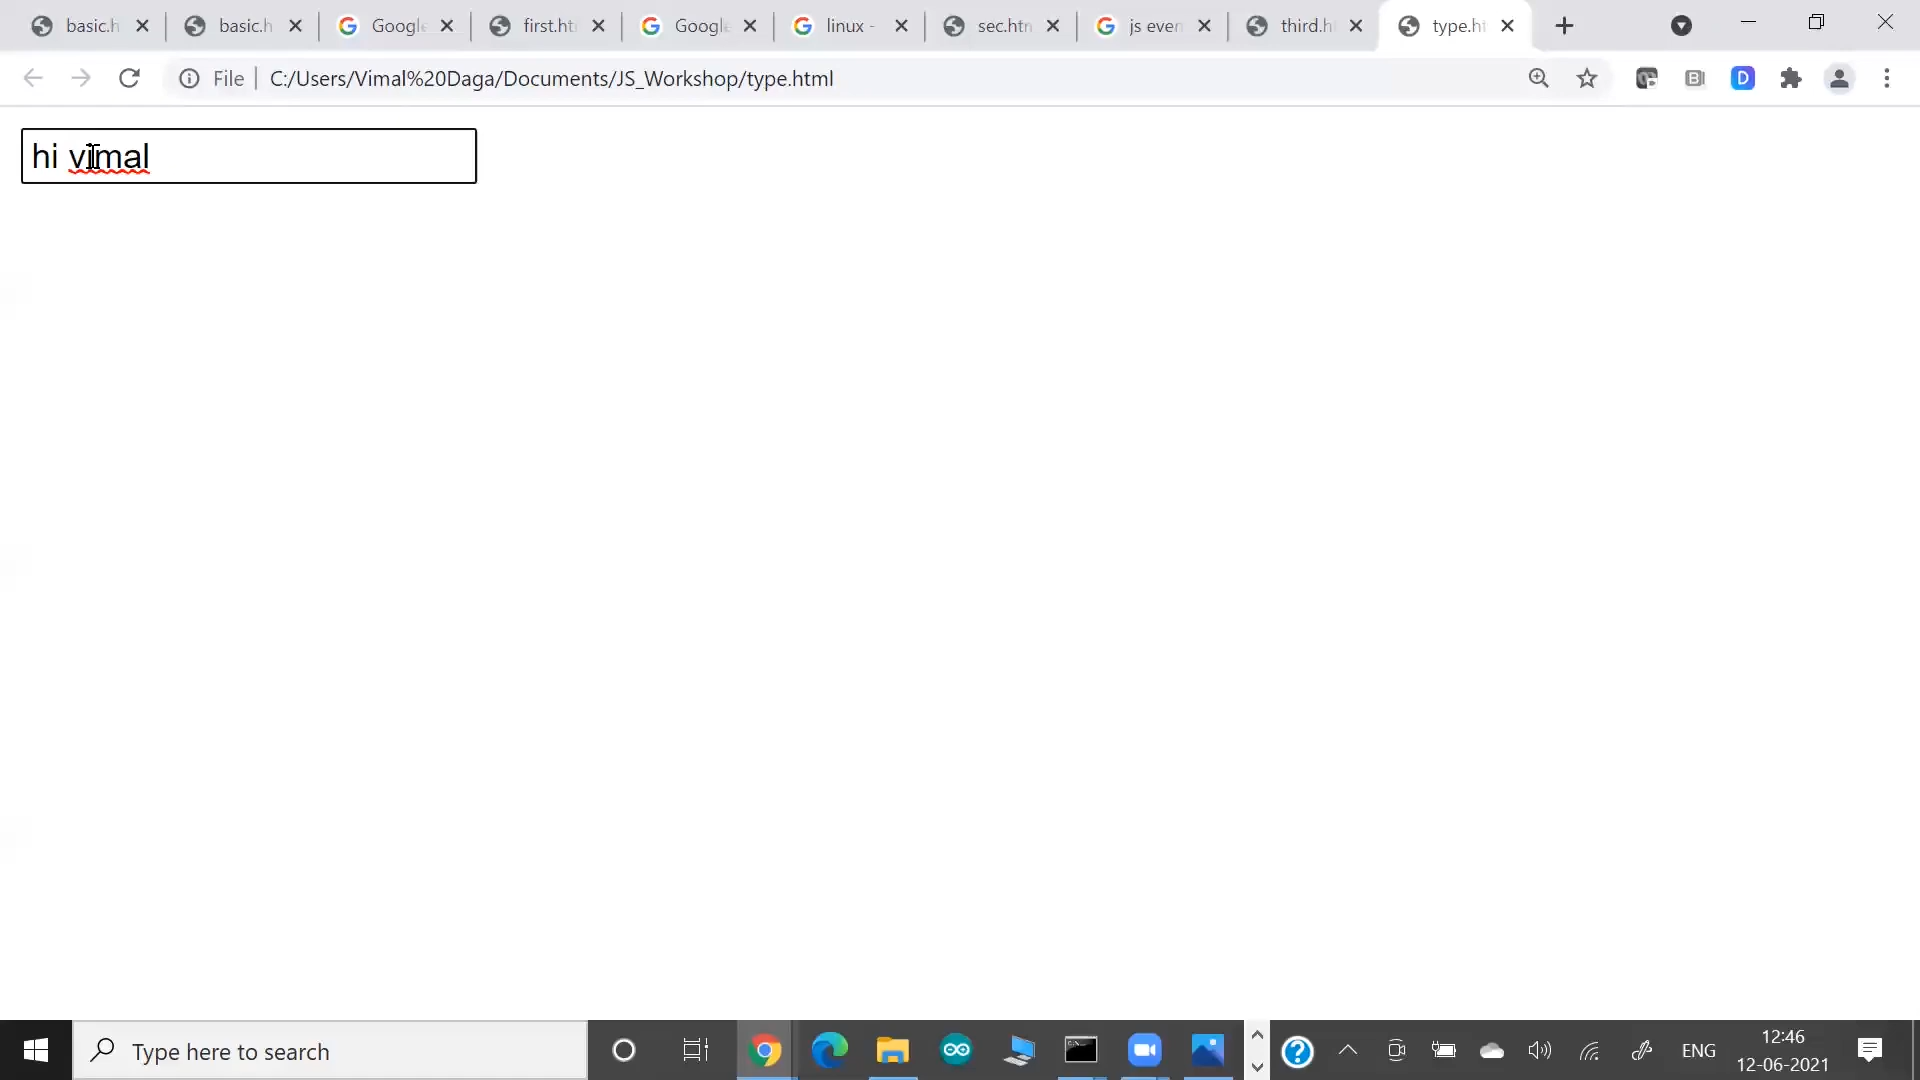 basic.h basic.h Google first.ht Google linux - sec.htn js even third.h type.ht
File C:/Users/Vimal%20Daga/Documents/JS_Workshop/type.html
hi vimal
Type here to search
ENG
12:46
12-06-2021